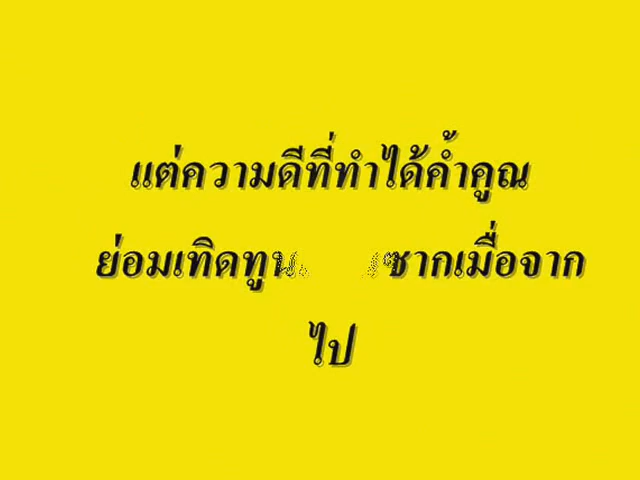 แต่ความดีที่ทำได้ค้ำคูณ
ย่อมเทิดทูน ซากเมื่อจาก
ไป